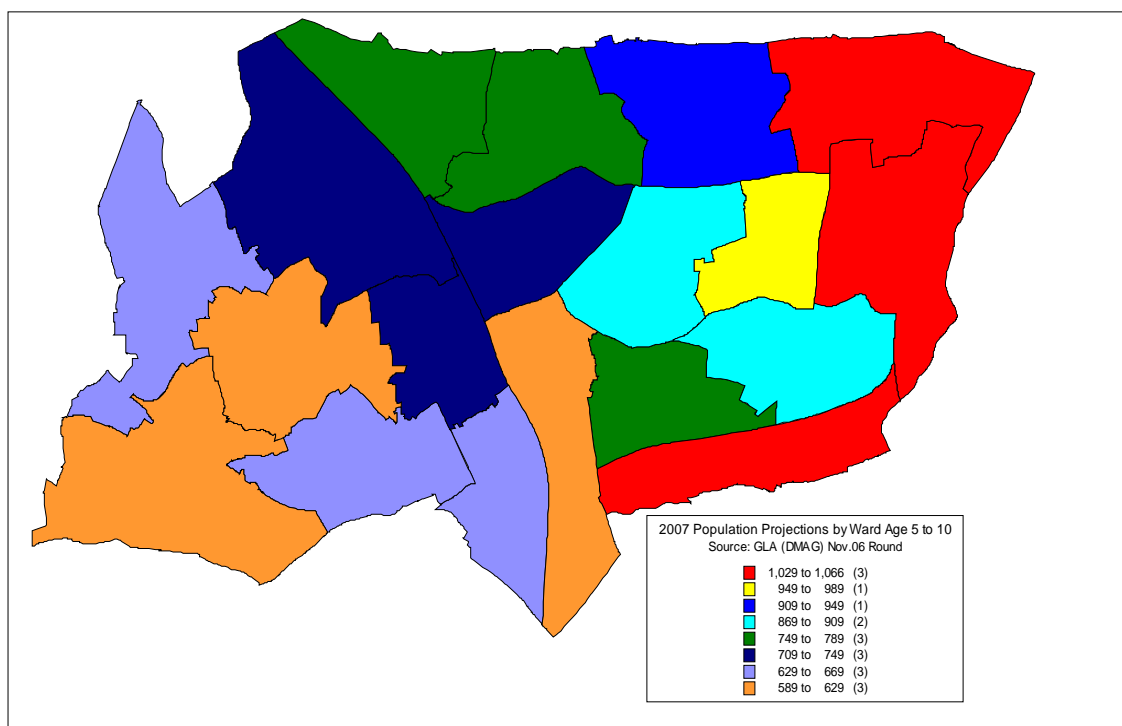 2007 Population Projections by Ward Age 5 to 10
Source: GLA (DMAG) Nov.06 Round
1,029 to 1,066 (3)
949 to 989 (1)
909 to 949 (1)
869 to 909 (2)
749 to 789 (3)
709 to 749 (3)
629 to 669 (3)
589 to 629 (3)